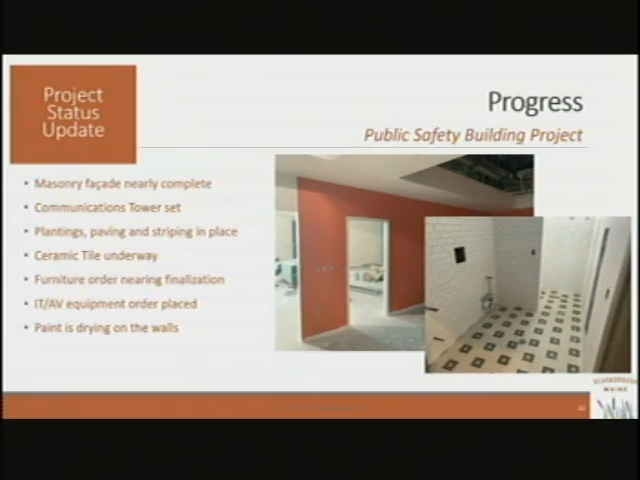 Project
Status
Update
Progress
Public Safety Building Project
• Masonry façade nearly complete
• Communications Tower set
• Plantings, paving and striping in place
• Ceramic Tile underway
• Furniture order nearing finalization
• IT/AV equipment order placed
• Paint is drying on the walls
MAINE